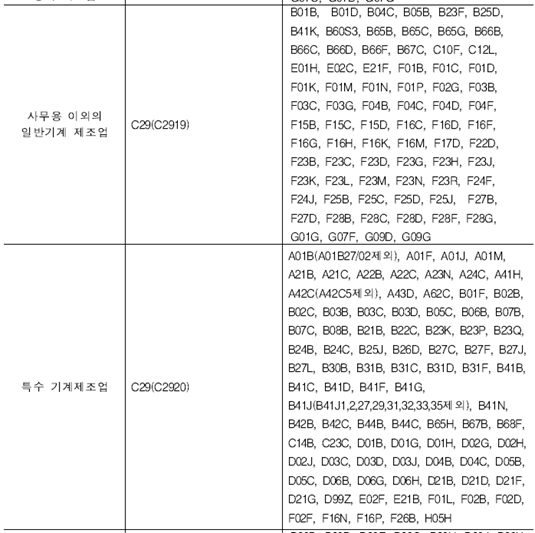 B01B, B01D, B04C, B05B, B23F, B25D,
B41K, B60S3, B65B, B65C, B65G, B66B,
B66C, B66D, B66F, B67C, C10F, C12L,
E01H, E02C, E21F, F01B, F01C, F01D,
F01K, F01M, F01N, F01P, F02G, F03B,
F03C, F03G, F04B, F04C, F04D, F04F,
사무용 이외의
일반기계 제조업
C29(C2919)
F15B, F15C, F15D, F16C, F16D, F16F,
F16G, F16H, F16K, F16M, F17D, F22D,
F23B, F23C, F23D, F23G, F23H, F23J,
F23K, F23L, F23M, F23N, F23R, F24F,
F24J, F25B, F25C, F25D, F25J, F27B,
F27D, F28B, F28C, F28D, F28F, F28G,
G01G, G07F, G09D, G09G
A01B(A01B27/02제외), A01F, A01J, A01M,
A21B, A21C, A22B, A22C, A23N, A24C, A41H,
A42C(A42C5제외), A43D, A62C, B01F, B02B,
B02C, B03B, B03C, B03D, B05C, B06B, B07B,
B07C, B08B, B21B, B22C, B23K, B23P, B23Q,
B24B, B24C, B25J, B26D, B27C, B27F, B27J,
B27L, B30B, B31B, B31C, B31D, B31F, B41B,
특수 기계제조업
C29(C2920)
B41C, B41D, B41F, B41G,
B41J(B41J1,2,27,29,31,32,33,35제외), B41N,
B42B, B42C, B44B, B44C, B65H, B67B, B68F,
C14B, C23C, D01B, D01G, D01H, D02G, D02H,
D02J, D03C, D03D, D03J, D04B, D04C, D05B,
D05C, D06B, D06G, D06H, D21B, D21D, D21F,
D21G, D99Z, E02F, E21B, F01L, F02B, F02D,
F02F, F16N, F16P, F26B, H05H